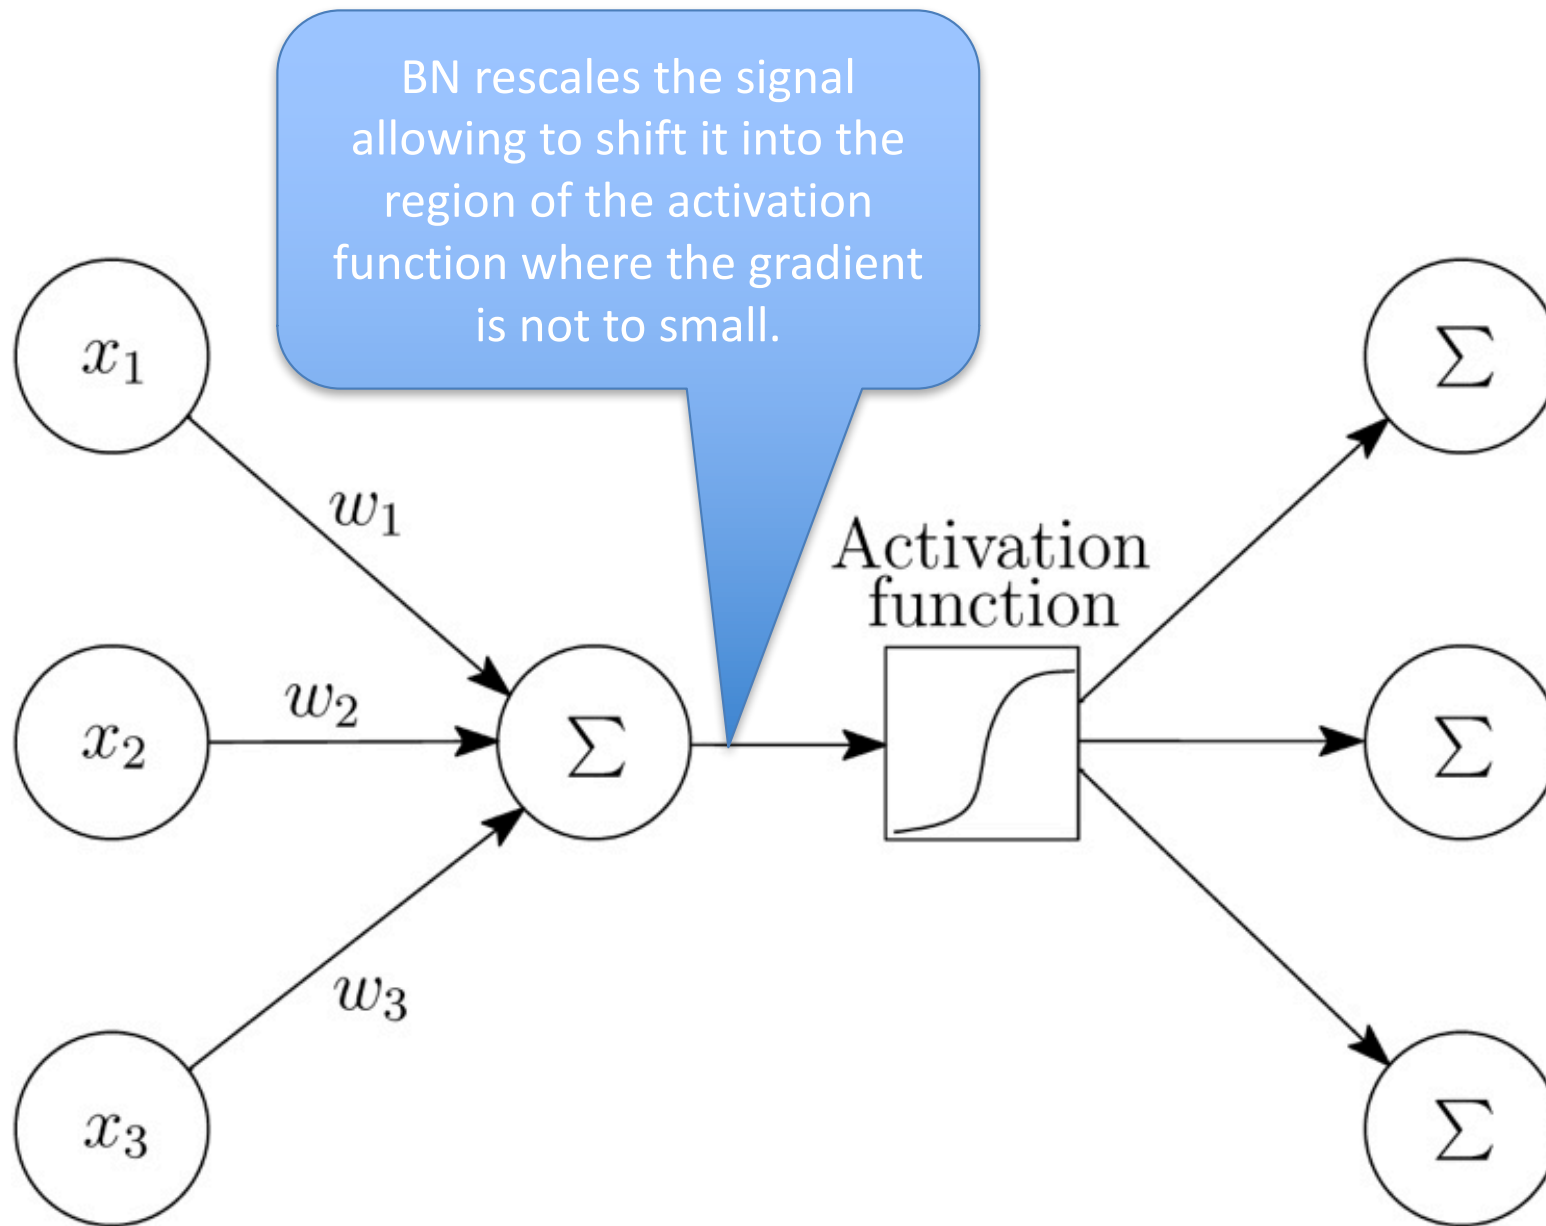 BN rescales the signal
allowing to shift it into the
region of the activation
function where the gradient
is not to small.
x1
Σ
w1
Activation
function
w2
x2
Σ
Σ
w3
x3
Σ